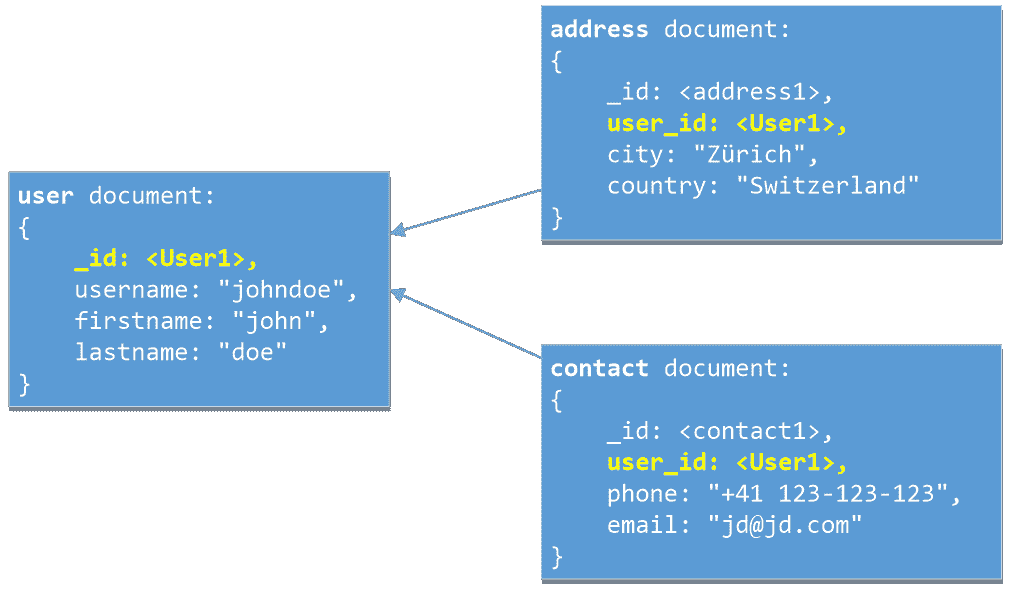 user document:
{
_id: <User1>,
username: "johndoe",
firstname: "john",
lastname: "doe"
}
address document:
{
_id: <address1>,
user_id: <User1>,
city: "Zürich",
country: "Switzerland"
}
contact document:
{
_id: <contact1>,
user_id: <User1>,
phone: "+41 123-123-123",
email: "jd@jd.com"
}